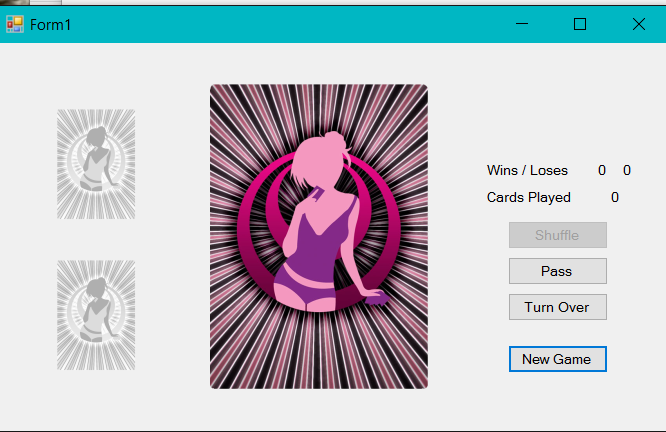 Form1
Wins / Loses 0 0
Cards Played 0
Shuffle
Pass
Turn Over
New Game